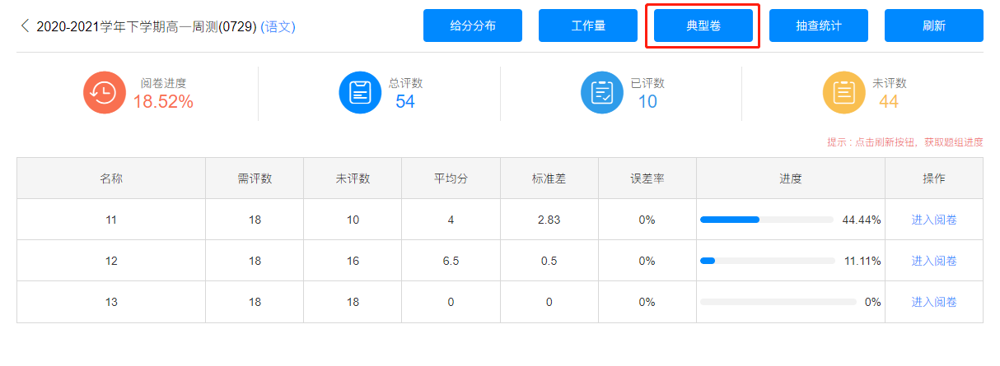 2020-2021学年下学期高一周测(0729) (语文) 给分分布 工作量 典型卷 抽查统计 刷新
阅卷进度 总评数 已评数 未评数
18.52% 54 10 44
提示：点击刷新按钮，获取题组进度
名称 需评数 未评数 平均分 标准差 误差率 进度 操作
11 18 10 4 2.83 0% 44.44% 进入阅卷
12 18 16 6.5 0.5 0% 11.11% 进入阅卷
13 18 18 0 0 0% 0% 进入阅卷